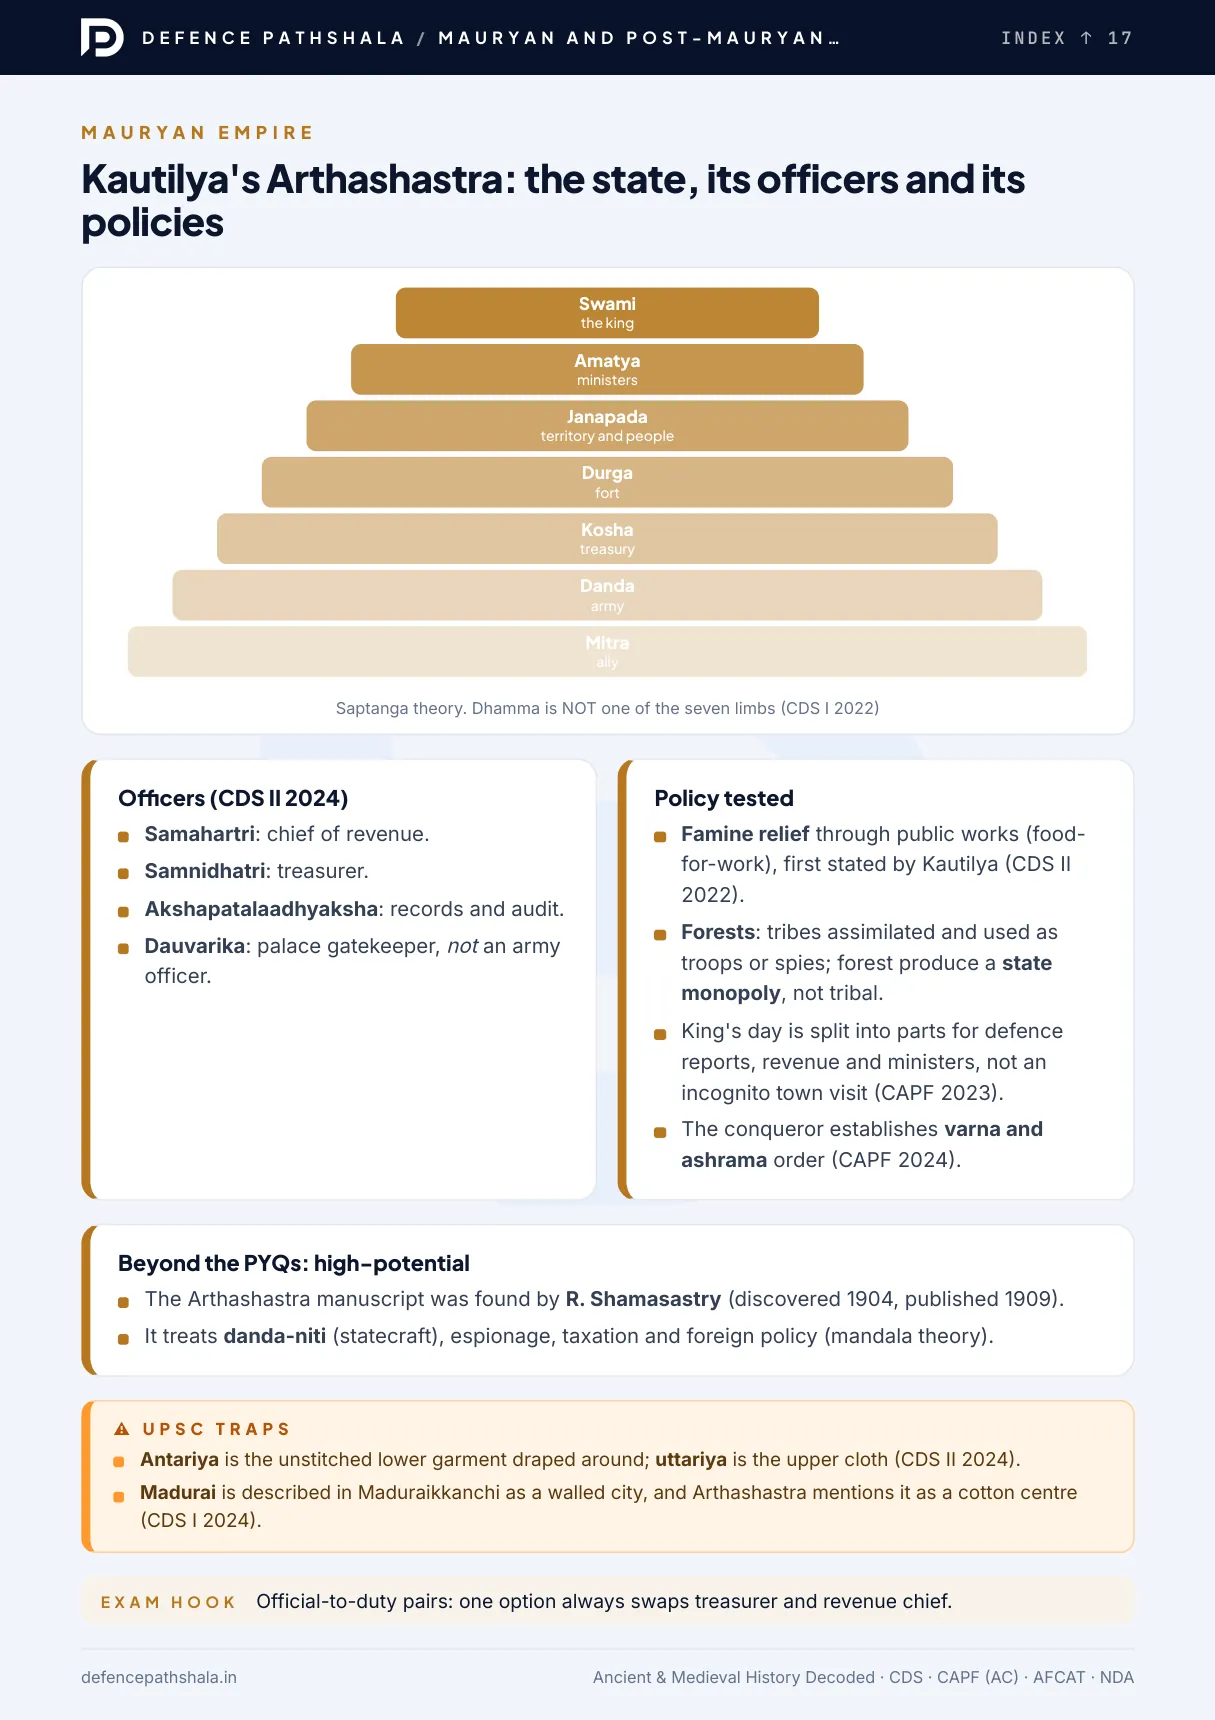 DEFENCE PATHSHALA / MAURYAN AND POST-MAURYAN…
INDEX ↑ 17
MAURYAN EMPIRE
Kautilya's Arthashastra: the state, its officers and its
policies
Swami
the king
Amatya
ministers
Janapada
territory and people
Durga
fort
Kosha
treasury
Danda
army
Mitra
ally
Saptanga theory. Dhamma is NOT one of the seven limbs (CDS I 2022)
Officers (CDS II 2024)
Samahartri: chief of revenue.
Samnidhatri: treasurer.
Akshapatalaadhyaksha: records and audit.
Dauvarika: palace gatekeeper, not an army
officer.
Policy tested
Famine relief through public works (food-
for-work), first stated by Kautilya (CDS II
2022).
Forests: tribes assimilated and used as
troops or spies; forest produce a state
monopoly, not tribal.
King's day is split into parts for defence
reports, revenue and ministers, not an
incognito town visit (CAPF 2023).
The conqueror establishes varna and
ashrama order (CAPF 2024).
Beyond the PYQs: high-potential
The Arthashastra manuscript was found by R. Shamasastry (discovered 1904, published 1909).
It treats danda-niti (statecraft), espionage, taxation and foreign policy (mandala theory).
UPSC TRAPS
Antariya is the unstitched lower garment draped around; uttariya is the upper cloth (CDS II 2024).
Madurai is described in Maduraikkanchi as a walled city, and Arthashastra mentions it as a cotton centre
(CDS I 2024).
EXAM HOOK Official-to-duty pairs: one option always swaps treasurer and revenue chief.
defencepathshala.in
Ancient & Medieval History Decoded · CDS · CAPF (AC) · AFCAT · NDA